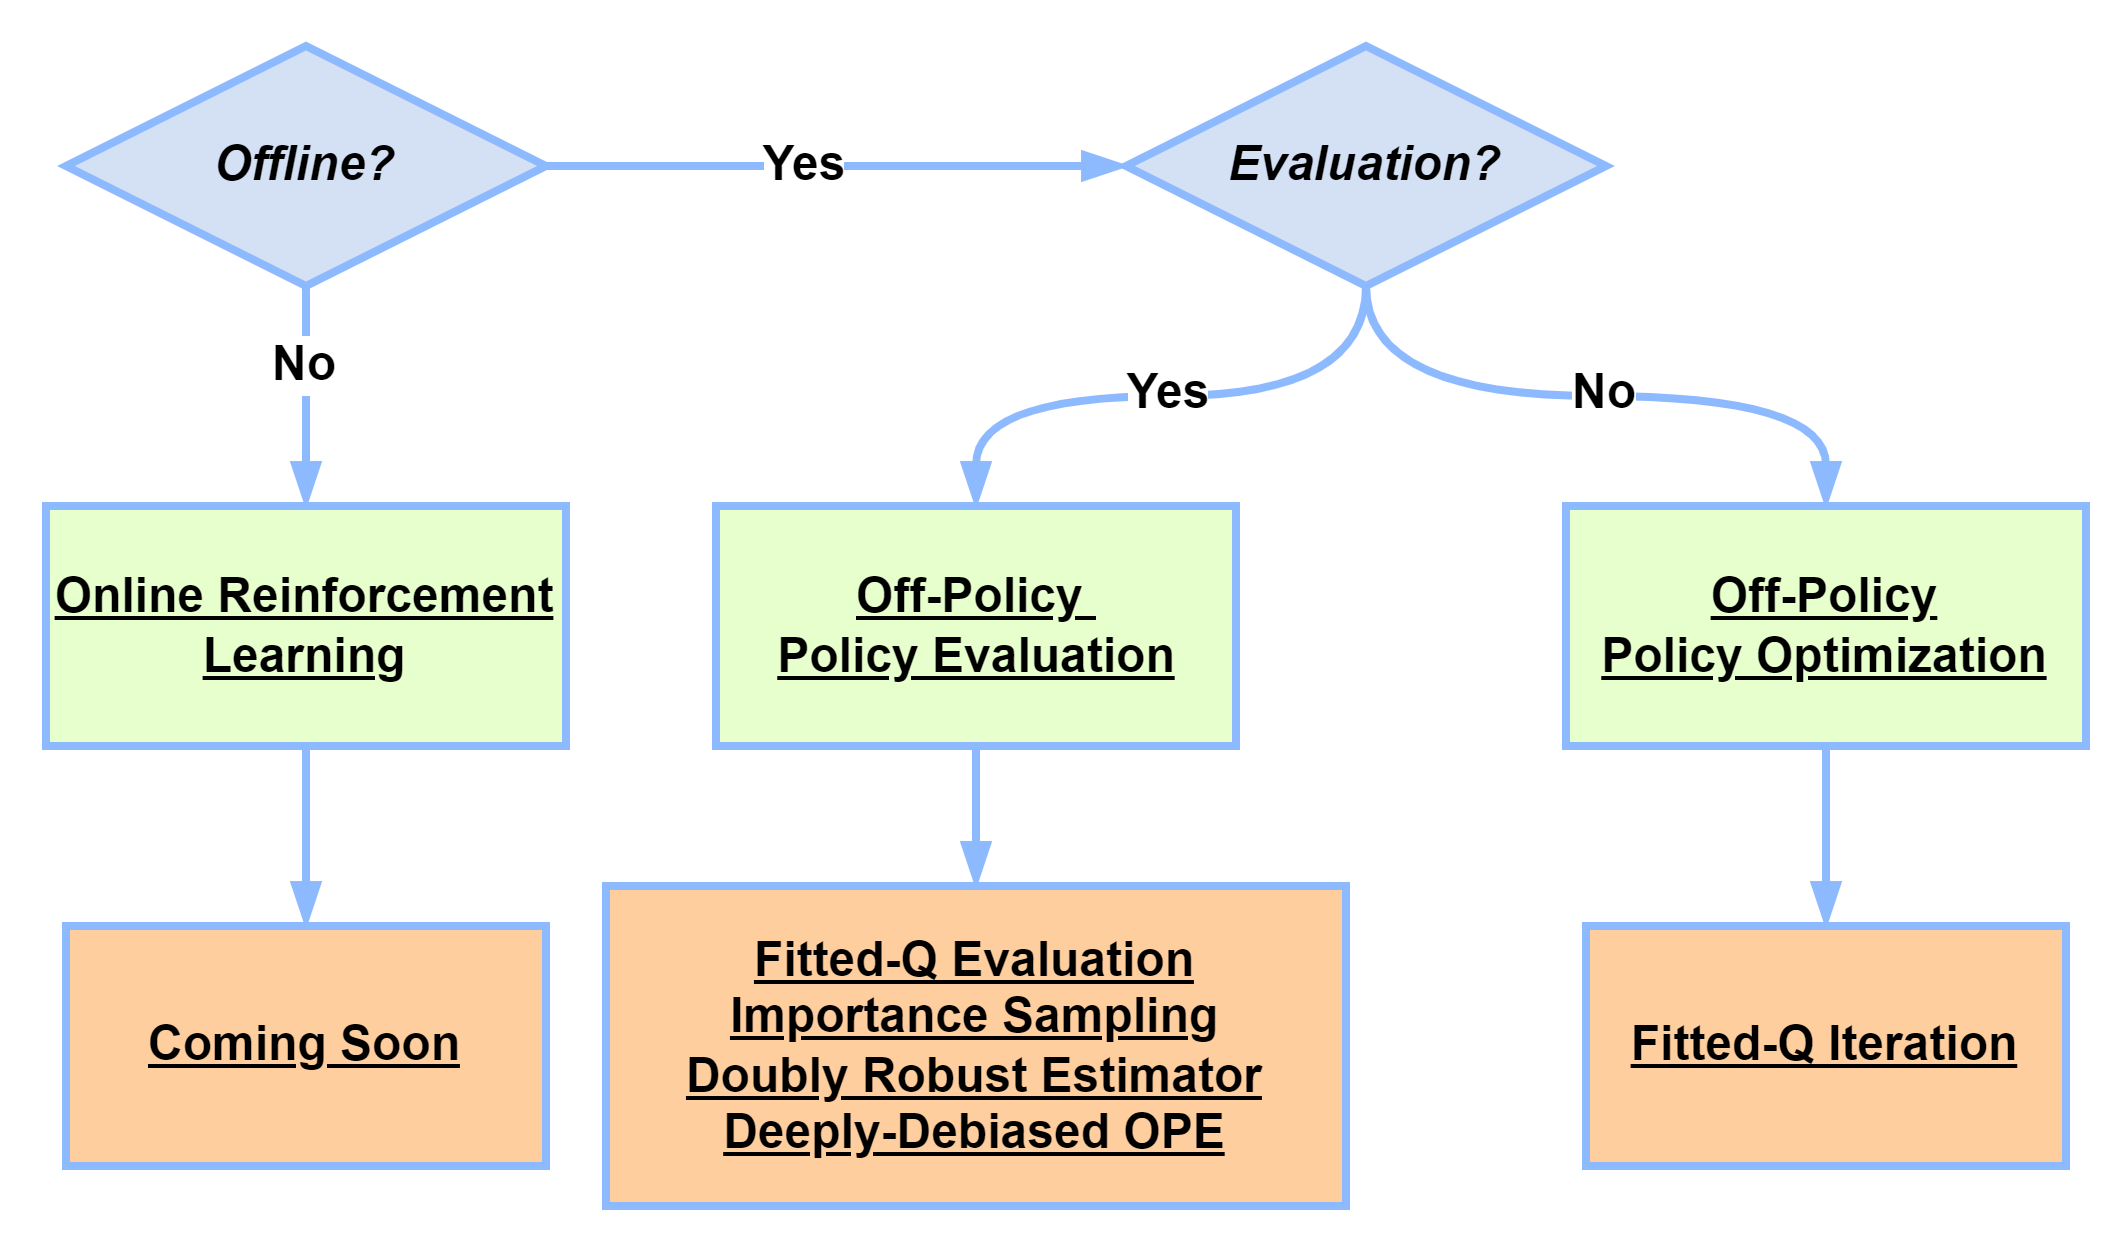 Offline?
Yes
Evaluation?
No
Yes
No
Online Reinforcement
Learning
Off-Policy
Policy Evaluation
Off-Policy
Policy Optimization
Coming Soon
Fitted-Q Evaluation
Importance Sampling
Doubly Robust Estimator
Deeply-Debiased OPE
Fitted-Q Iteration